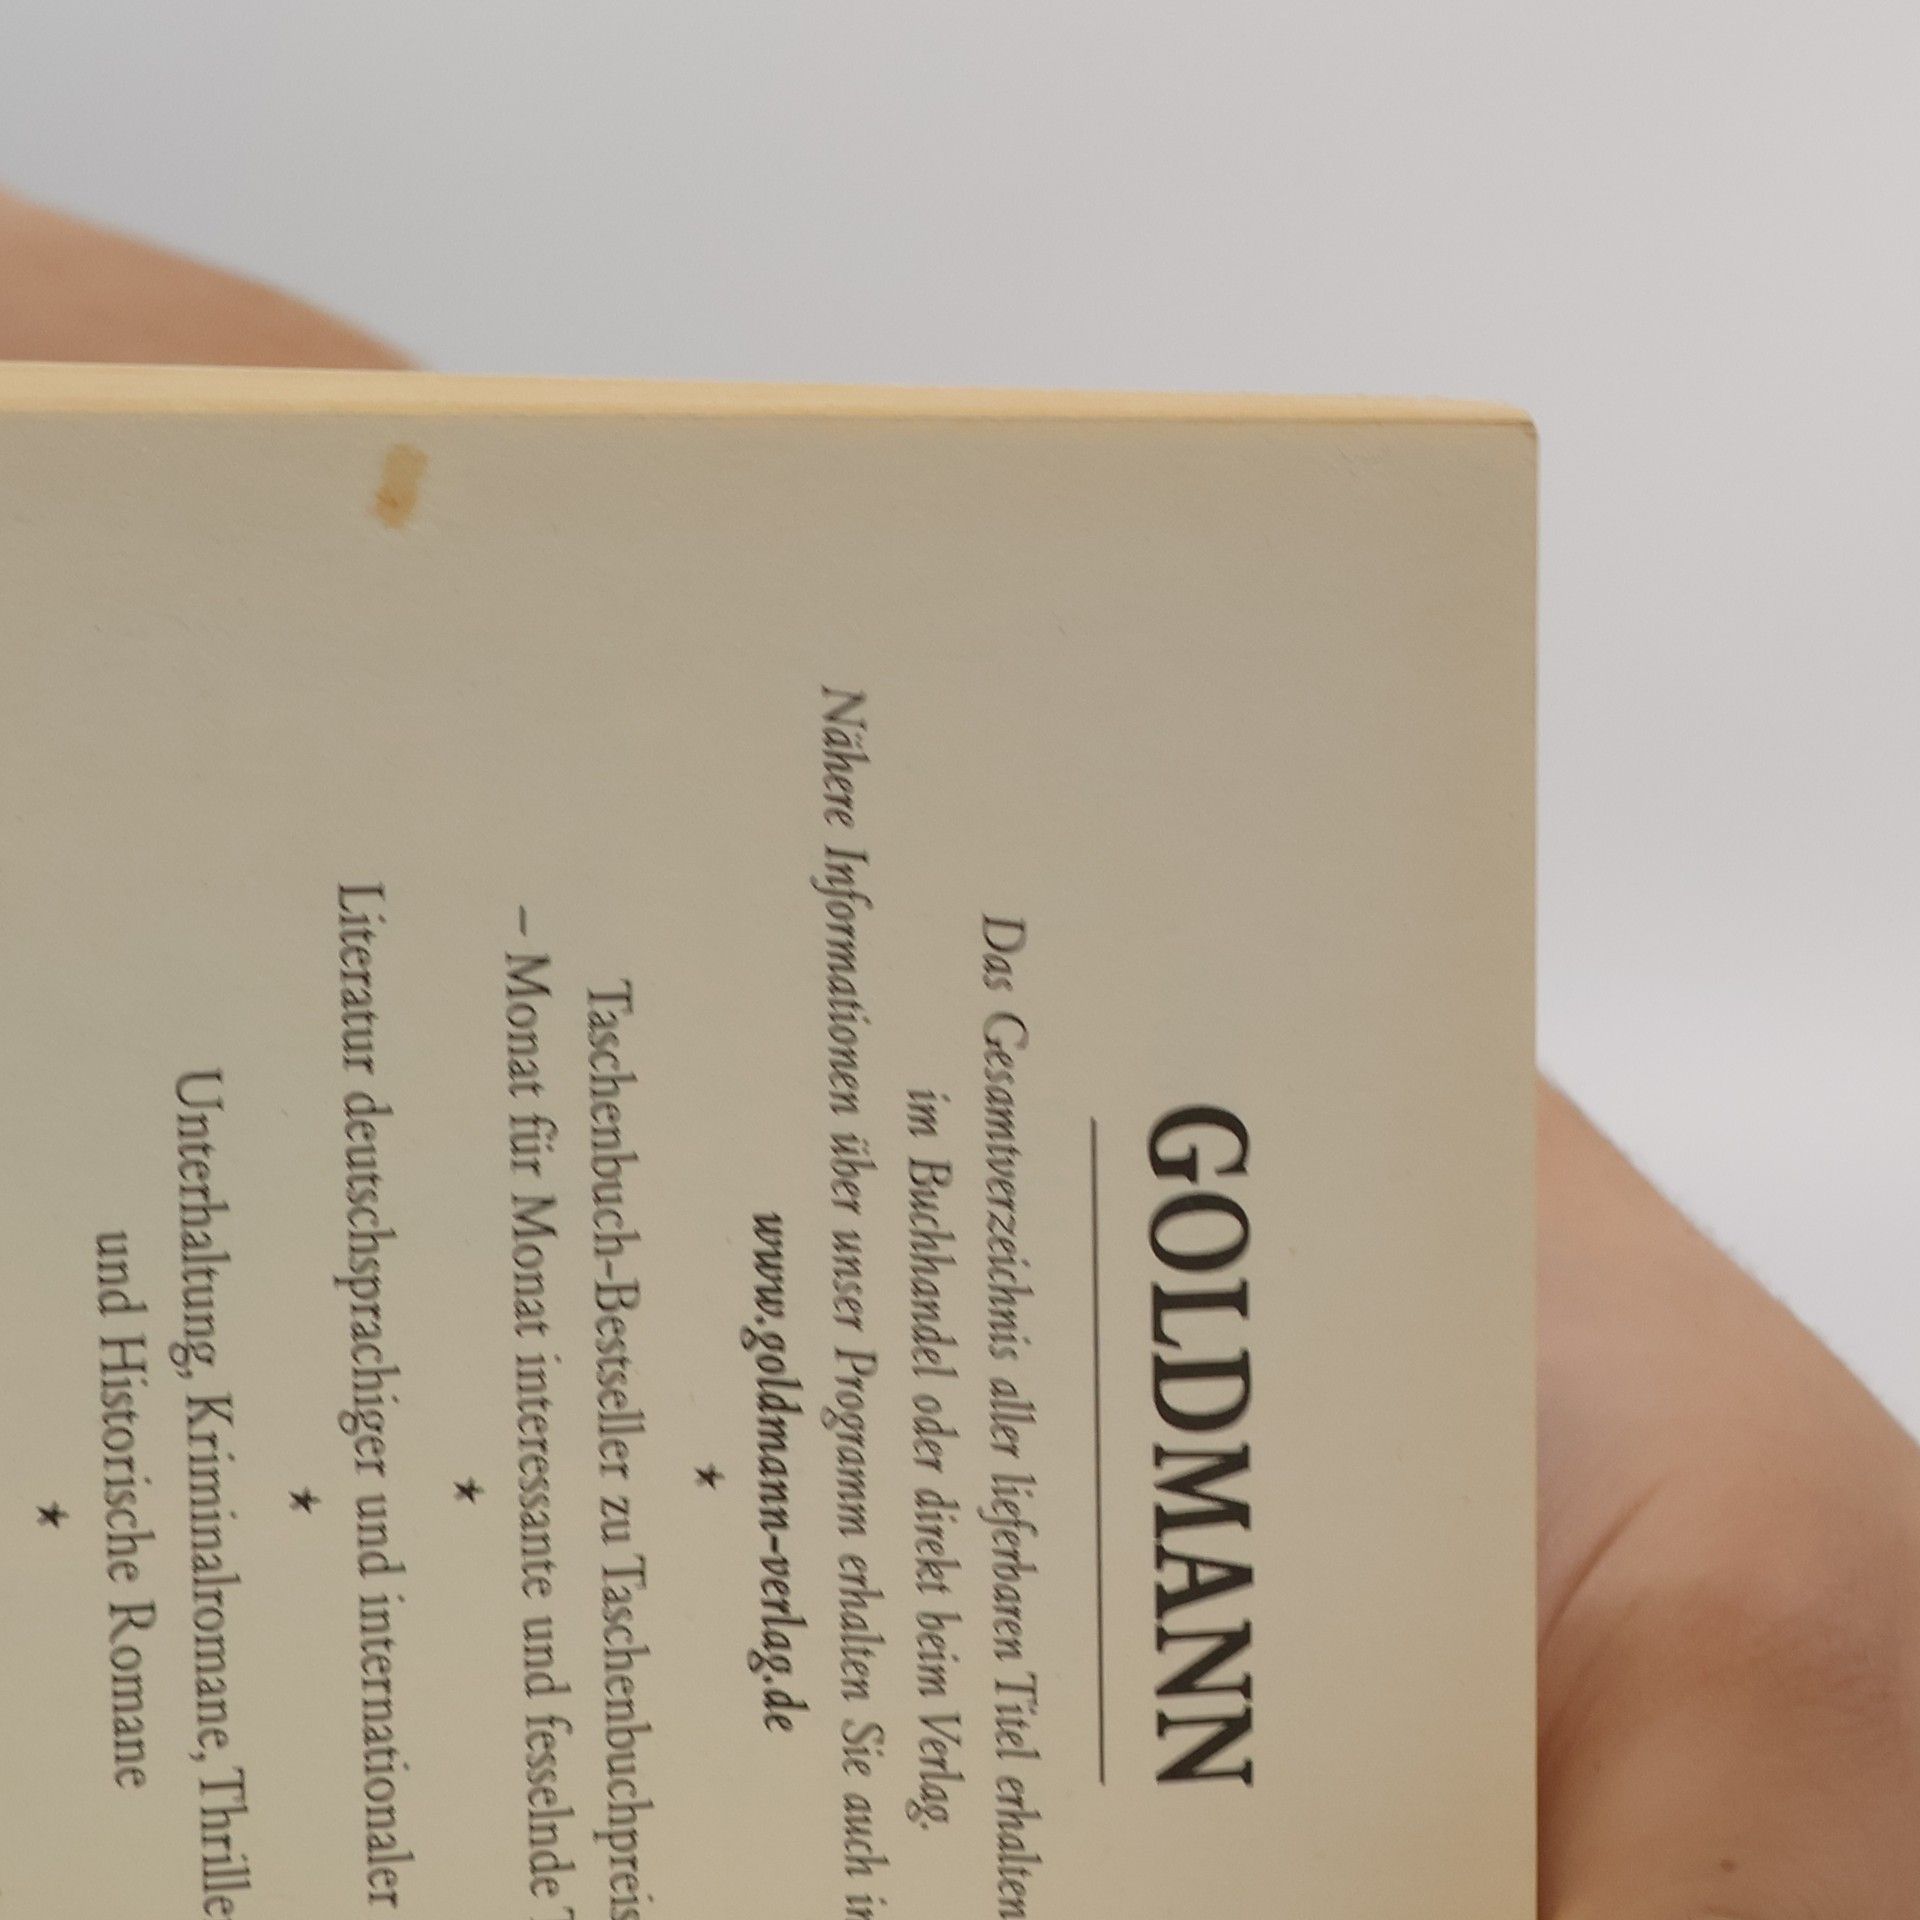 GOLDMANN
Das Gesamtverzeichnis aller lieferbaren Titel erhalten
im Buchhandel oder direkt beim Verlag.
Nähere Informationen über unser Programm erhalten Sie auch
www.goldmann-verlag.de
★
Taschenbuch-Bestseller zu Taschenbuchpreis
– Monat für Monat interessante und fesselnde
★
Literatur deutschsprachiger und internationaler
★
Unterhaltung, Kriminalromane, Thrille
und Historische Romane
★